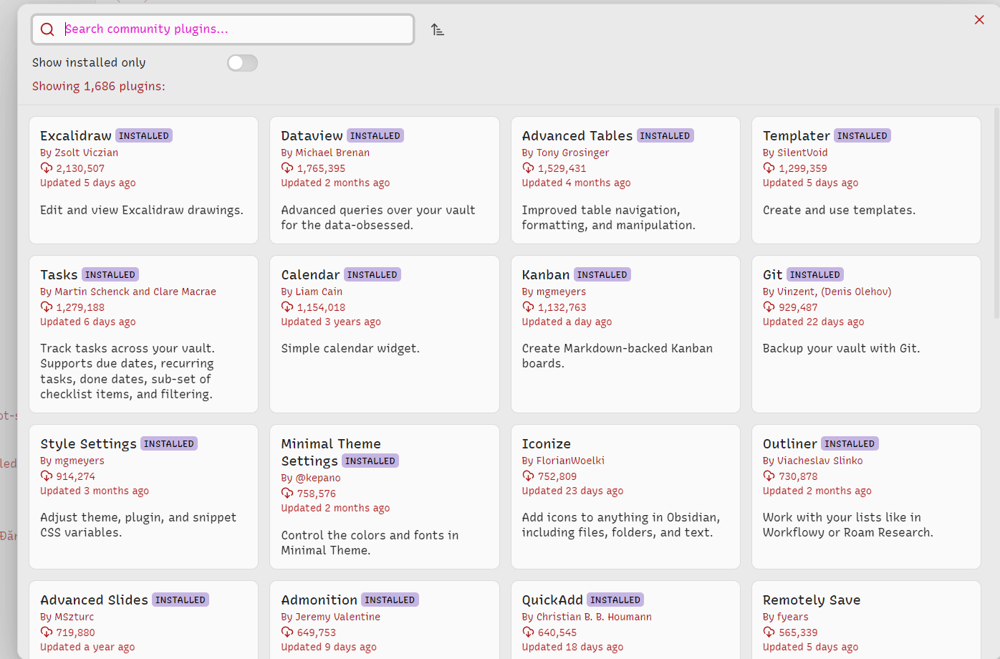 Search community plugins...
Show installed only
Showing 1,686 plugins:
Excalidraw INSTALLED
By Zsolt Viczian
2,130,507
Updated 5 days ago
Edit and view Excalidraw drawings.
Dataview INSTALLED
By Michael Brenan
1,765,395
Updated 2 months ago
Advanced queries over your vault
for the data-obsessed.
Advanced Tables INSTALLED
By Tony Grosinger
1,529,431
Updated 4 months ago
Improved table navigation,
formatting, and manipulation.
Templater INSTALLED
By SilentVoid
1,299,359
Updated 5 days ago
Create and use templates.
Tasks INSTALLED
By Martin Schenck and Clare Macrae
1,279,188
Updated 6 days ago
Track tasks across your vault.
Supports due dates, recurring
tasks, done dates, sub-set of
checklist items, and filtering.
Calendar INSTALLED
By Liam Cain
1,154,018
Updated 3 years ago
Simple calendar widget.
Kanban INSTALLED
By mgmeyers
1,132,763
Updated a day ago
Create Markdown-backed Kanban
boards.
Git INSTALLED
By Vinzent, (Denis Olehov)
929,487
Updated 22 days ago
Backup your vault with Git.
Style Settings INSTALLED
By mgmeyers
914,274
Updated 3 months ago
Adjust theme, plugin, and snippet
CSS variables.
Minimal Theme
Settings INSTALLED
By @kepano
758,576
Updated 2 months ago
Control the colors and fonts in
Minimal Theme.
Iconize
By FlorianWoelki
752,809
Updated 23 days ago
Add icons to anything in Obsidian,
including files, folders, and text.
Outliner INSTALLED
By Viacheslav Slinko
730,878
Updated 2 months ago
Work with your lists like in
Workflowy or Roam Research.
Advanced Slides INSTALLED
By MSzturc
719,880
Updated a year ago
Admonition INSTALLED
By Jeremy Valentine
649,753
Updated 9 days ago
QuickAdd INSTALLED
By Christian B. B. Houmann
640,545
Updated 18 days ago
Remotely Save
By fyears
565,339
Updated 5 days ago